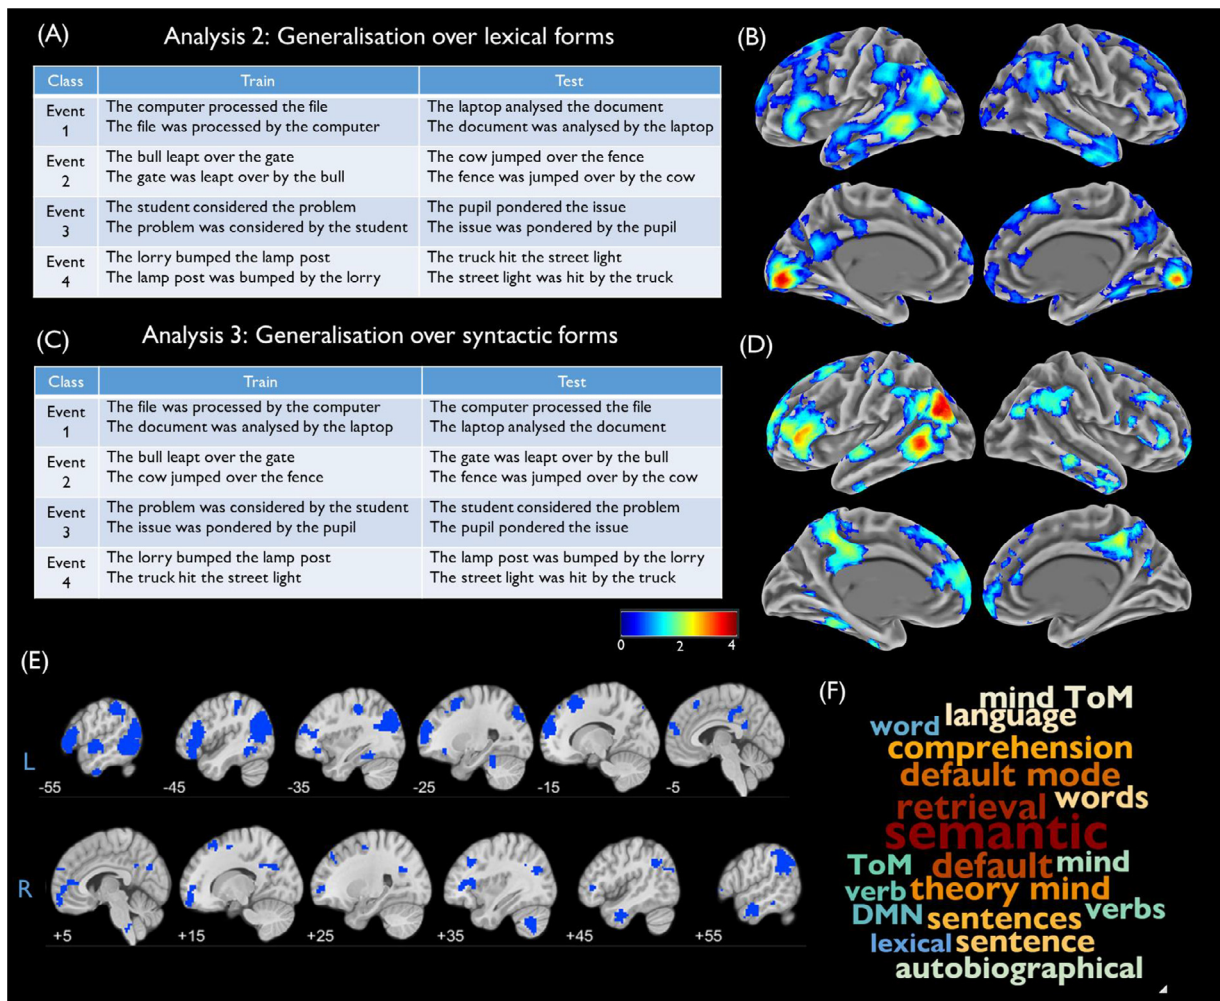 (A)
Analysis 2: Generalisation over lexical forms
Class Train Test
Event 1
The computer processed the file
The file was processed by the computer
The laptop analysed the document
The document was analysed by the laptop
Event 2
The bull leapt over the gate
The gate was leapt over by the bull
The cow jumped over the fence
The fence was jumped over by the cow
Event 3
The student considered the problem
The problem was considered by the student
The pupil pondered the issue
The issue was pondered by the pupil
Event 4
The lorry bumped the lamp post
The lamp post was bumped by the lorry
The truck hit the street light
The street light was hit by the truck
(B)
(C)
Analysis 3: Generalisation over syntactic forms
Class Train Test
Event 1
The file was processed by the computer
The document was analysed by the laptop
The computer processed the file
The laptop analysed the document
Event 2
The bull leapt over the gate
The cow jumped over the fence
The gate was leapt over by the bull
The fence was jumped over by the cow
Event 3
The problem was considered by the student
The issue was pondered by the pupil
The student considered the problem
The pupil pondered the issue
Event 4
The lorry bumped the lamp post
The truck hit the street light
The lamp post was bumped by the lorry
The street light was hit by the truck
(D)
0 2 4
(E)
L
-55 -45 -35 -25 -15 -5
R
+5 +15 +25 +35 +45 +55
(F)
mind ToM
word language
comprehension
default mode
retrieval words
semantic
ToM default mind
verb theory mind
DMN sentences verbs
lexical sentence
autobiographical